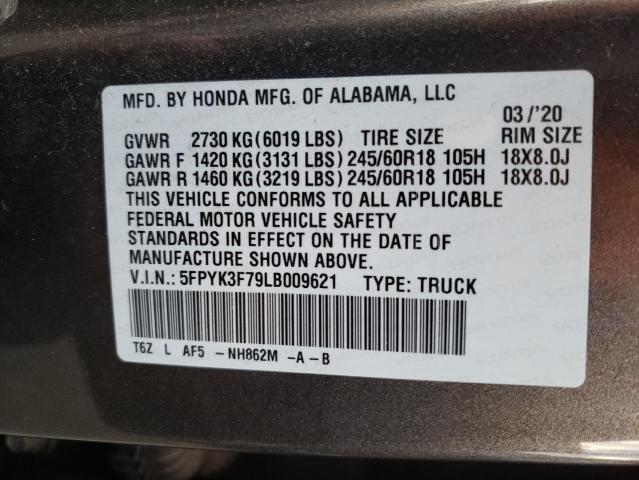 MFD. BY HONDA MFG. OF ALABAMA, LLC
03 /'20
GVWR 2730 KG(6019 LBS) TIRE SIZE RIM SIZE
GAWR F 1420 KG(3131 LBS) 245/60R18 105H 18X8.0J
GAWR R 1460 KG(3219 LBS) 245/60R18 105H 18X8.0J
THIS VEHICLE CONFORMS TO ALL APPLICABLE
FEDERAL MOTOR VEHICLE SAFETY
STANDARDS IN EFFECT ON THE DATE OF
MANUFACTURE SHOWN ABOVE.
V.I.N.: 5FPYK3F79LB009621 TYPE: TRUCK
T6Z L AF5 -NH862M -A-B